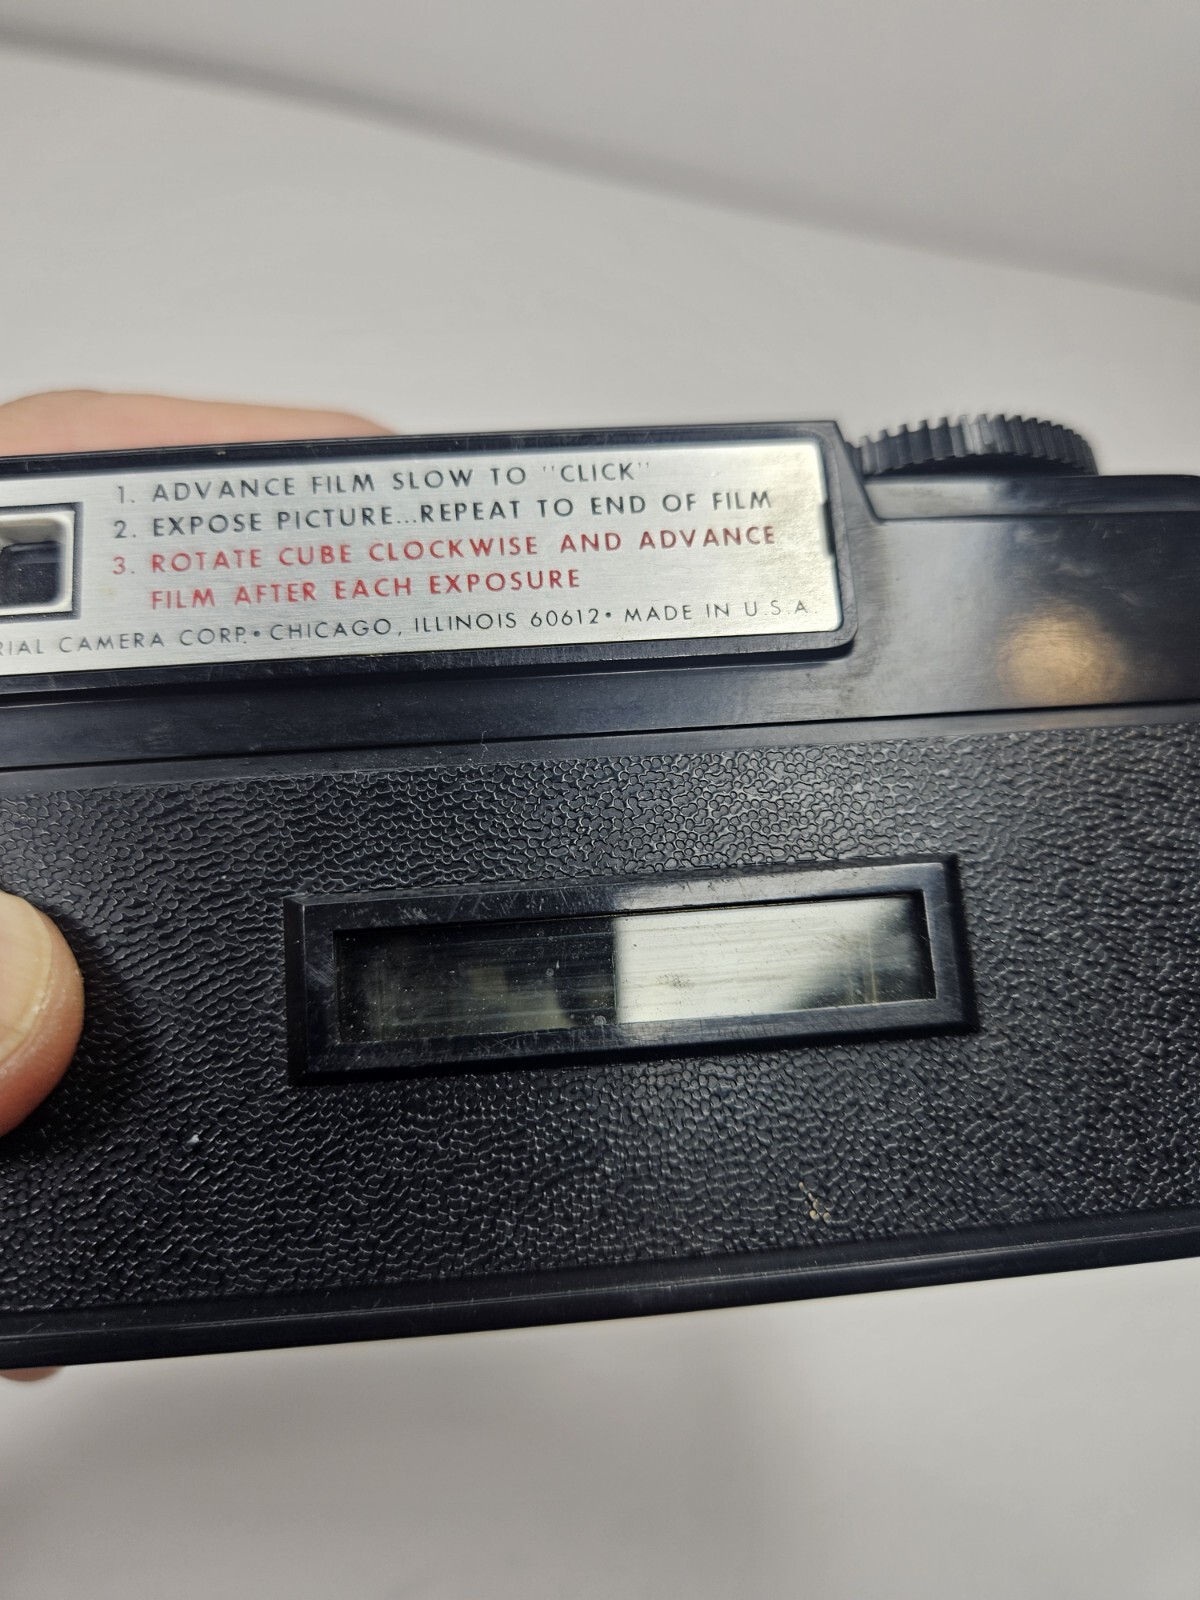 1. ADVANCE FILM SLOW TO "CLICK"
2. EXPOSE PICTURE...REPEAT TO END OF FILM
3. ROTATE CUBE CLOCKWISE AND ADVANCE
FILM AFTER EACH EXPOSURE
RIAL CAMERA CORP. • CHICAGO, ILLINOIS 60612 • MADE IN U.S.A.